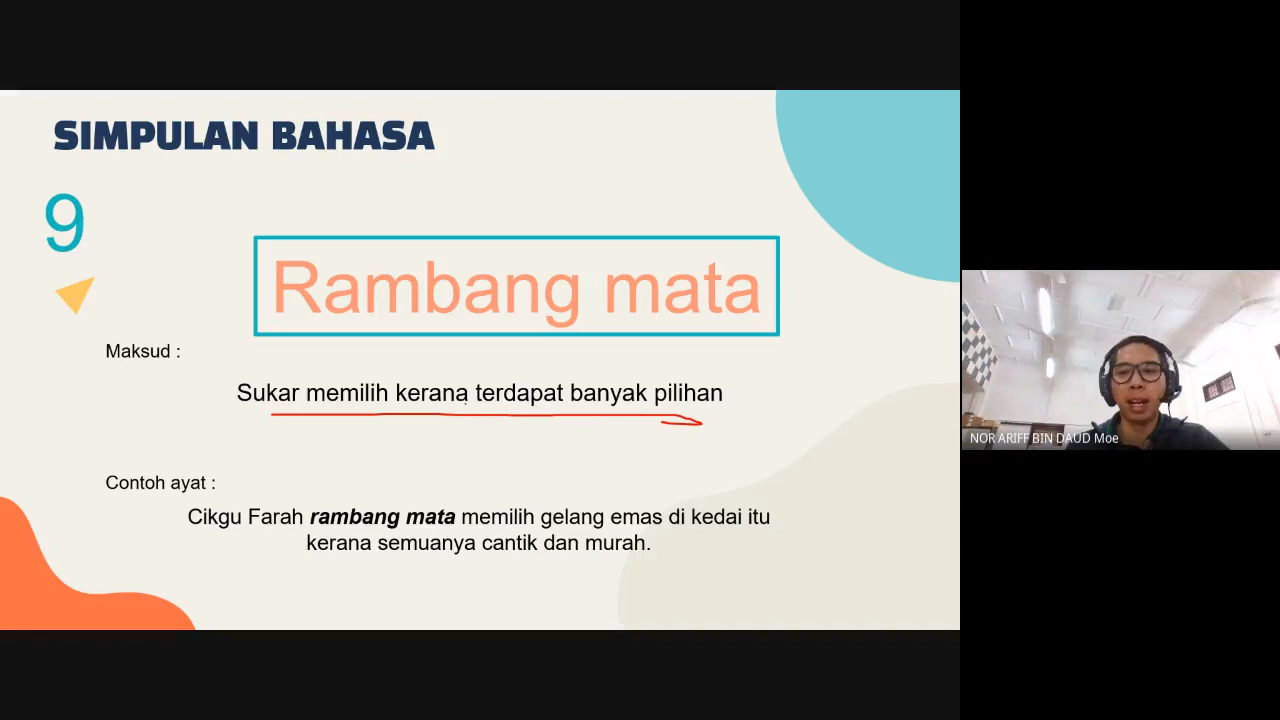 SIMPULAN BAHASA
9
Rambang mata
Maksud :
Sukar memilih kerana terdapat banyak pilihan
Contoh ayat :
Cikgu Farah rambang mata memilih gelang emas di kedai itu
kerana semuanya cantik dan murah.
NOR ARIFF BIN DAUD Moe